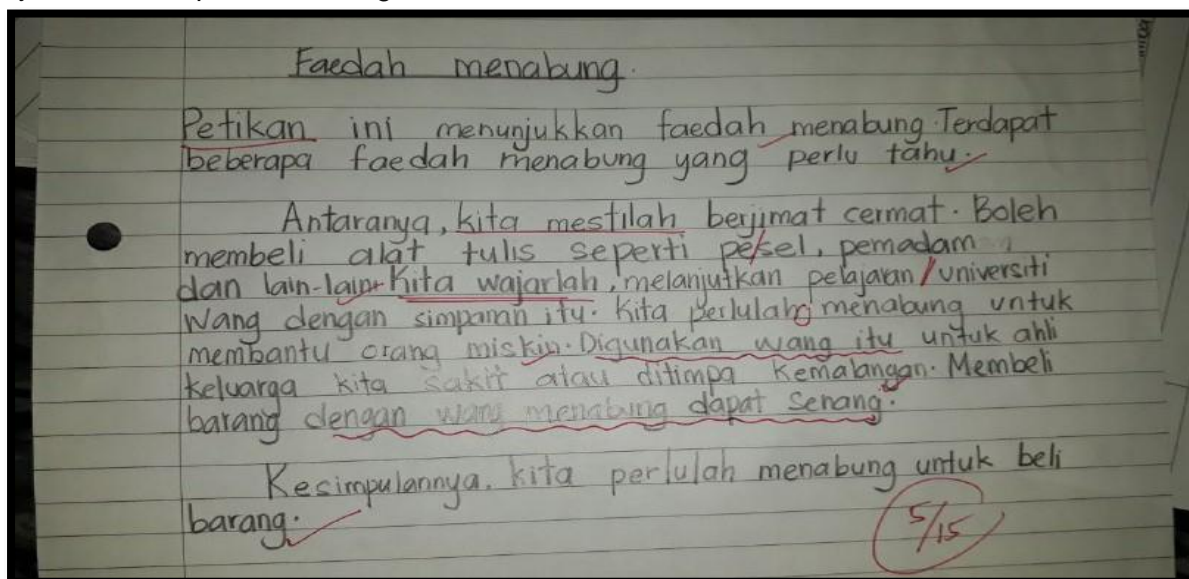 Faedah menabung.
Petikan ini menunjukkan faedah menabung. Terdapat
beberapa faedah menabung yang perlu tahu.
Antaranya, kita mestilah berjimat cermat. Boleh
membeli alat tulis seperti pesel, pemadam
dan lain-lain. Kita wajarlah, melanjutkan pelajaran / universiti
wang dengan simpanan itu. Kita perlulah menabung untuk
membantu orang miskin. Digunakan wang itu untuk ahli
keluarga kita sakit atau ditimpa kemalangan. Membeli
barang dengan wang menabung dapat senang.
Kesimpulannya, kita perlulah menabung untuk beli
barang.
5/15